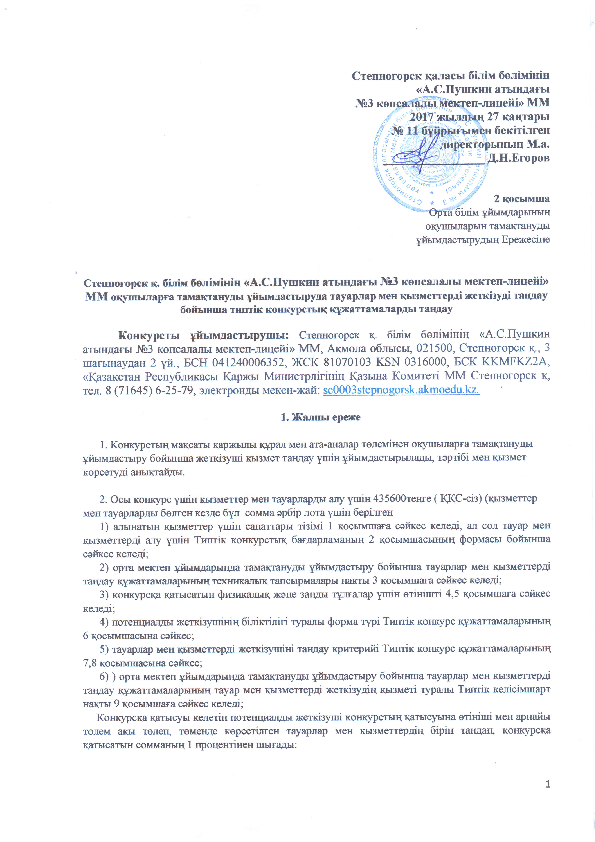 Степногорск қаласы білім бөлімінің
«А.С.Пушкин атындағы
№3 көпсалалы мектеп-лицейі» ММ
2017 жылдың 27 қаңтары
№ 11 бұйрығымен бекітілген
директорының М.а.
Д.Н.Егоров
2 қосымша
Орта білім ұйымдарының
оқушыларын тамақтануды
ұйымдастырудың Ережесіне
Степногорск қ. білім бөлімінің «А.С.Пушкин атындағы №3 көпсалалы мектеп-лицейі»
ММ оқушыларға тамақтануды ұйымдастыруда тауарлар мен қызметтерді жеткізуді таңдау
бойынша типтік конкурстық құжаттамаларды таңдау
Конкурсты ұйымдастырушы: Степногорск қ. білім бөлімінің «А.С.Пушкин
атындағы №3 көпсалалы мектеп-лицейі» ММ, Ақмола облысы, 021500, Степногорск қ., 3
шағынаудан 2 үй., БСН 041240006352, ЖСК 81070103 KSN 0316000, БСК KKMFKZ2A,
«Қазақстан Республикасы Қаржы Министрлігінің Қазына Комитеті ММ Степногорск қ,
тел. 8 (71645) 6-25-79, электронды мекен-жай: sc0003stepnogorsk.akmoedu.kz.
1. Жалпы ереже
1. Конкурстың мақсаты қаржылы құрал мен ата-аналар төлемінен оқушыларға тамақтануды
ұйымдастыру бойынша жеткізуші қызмет таңдау үшін ұйымдастырылады, тәртібі мен қызмет
көрсетуді анықтайды.
2. Осы конкурс үшін қызметтер мен тауарларды алу үшін 435600тенге ( ҚКС-сіз) (қызметтер
мен тауарларды бөлген кезде бұл сомма әрбір лота үшін берілген
1) алынатын қызметтер үшін санаттары тізімі 1 қосымшаға сәйкес келеді, ал сол тауар мен
қызметтерді алу үшін Типтік конкурстық бағдарламаның 2 қосымшасының формасы бойынша
сәйкес келеді;
2) орта мектеп ұйымдарында тамақтануды ұйымдастыру бойынша тауарлар мен қызметтерді
таңдау құжаттамаларының техникалық тапсырмалары нақты 3 қосымшаға сәйкес келеді;
3) конкурсқа қатысатын физикалық және заңды тұлғалар үшін өтінішті 4,5 қосымшаға сәйкес
келеді;
4) потенциалды жеткізушінің біліктілігі туралы форма түрі Типтік конкурс құжаттамаларының
6 қосымшасына сәйкес;
5) тауарлар мен қызметтерді жеткізушіні таңдау критерийі Типтік конкурс құжаттамаларының
7,8 қосымшасына сәйкес;
6) ) орта мектеп ұйымдарында тамақтануды ұйымдастыру бойынша тауарлар мен қызметтерді
таңдау құжаттамаларының тауар мен қызметтерді жеткізудің қызметі туралы Типтік келісімшарт
нақты 9 қосымшаға сәйкес келеді;
Конкурсқа қатысуы келетін потенциалды жеткізуші конкурстың қатысуына өтініші мен арнайы
төлем ақы төлеп, төменде көрсетілген тауарлар мен қызметтердің бірін таңдап, конкурсқа
қатысатын сомманың 1 процентінен шығады:
1